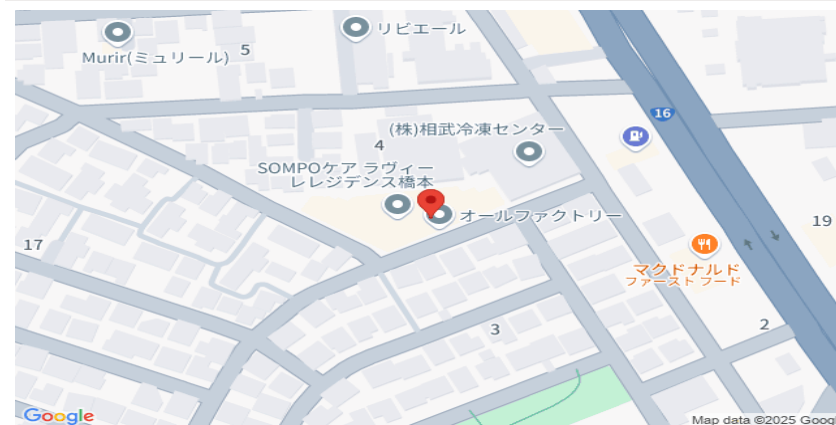 リビエール
5
Murir(ミュリール)
16
(株)相武冷凍センター
4
SOMPOケア ラヴィー
レレジデンス橋本
オールファクトリー
19
17
マクドナルド
ファースト フード
3
2
Google
Map data ©2025 Googl